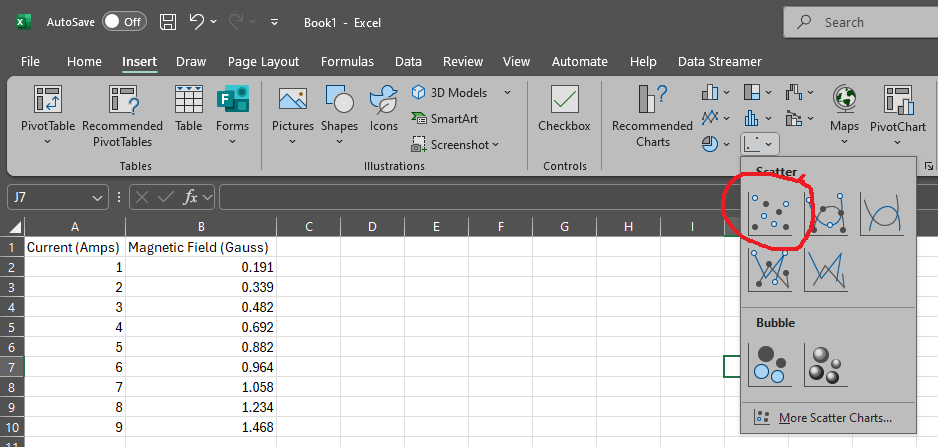 AutoSave Off Book1 - Excel Search
File Home Insert Draw Page Layout Formulas Data Review View Automate Help Data Streamer
PivotTable Recommended PivotTables Table Forms
Tables
Pictures Shapes Icons 3D Models SmartArt Screenshot
Illustrations
Checkbox
Controls
Recommended Charts Maps PivotChart
J7 fx
A B C D E F G H I
1 Current (Amps) Magnetic Field (Gauss)
2 1 0.191
3 2 0.339
4 3 0.482
5 4 0.692
6 5 0.882
7 6 0.964
8 7 1.058
9 8 1.234
10 9 1.468
11
Scatter
Bubble
More Scatter Charts...